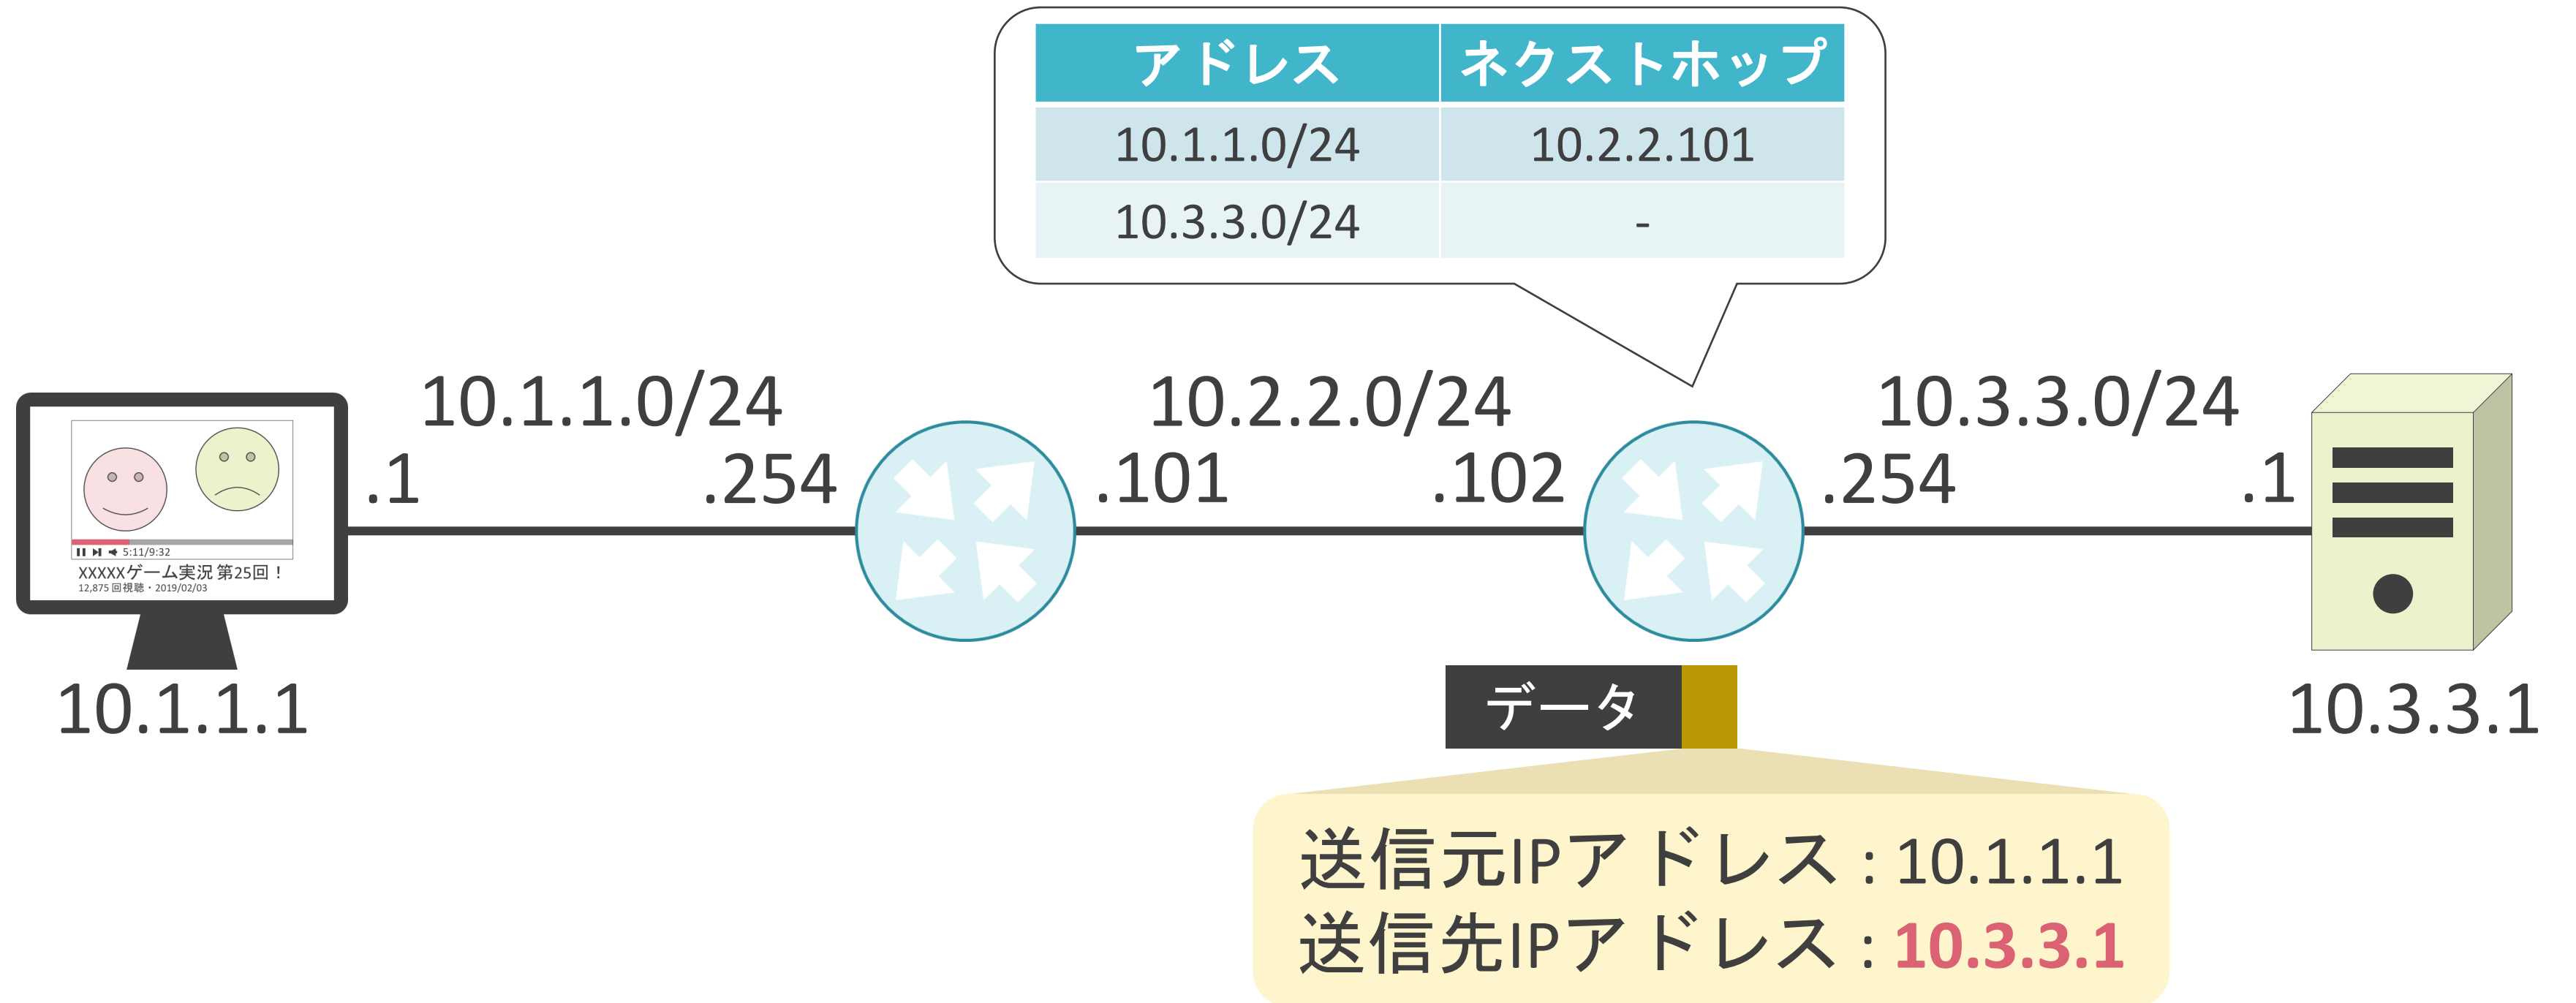 アドレス ネクストホップ
10.1.1.0/24 10.2.2.101
10.3.3.0/24 -
10.1.1.0/24 10.2.2.0/24 10.3.3.0/24
.1 .254 .101 .102 .254 .1
5:11/9:32
XXXXXゲーム実況 第25回！
12,875 回視聴・2019/02/03
10.1.1.1 データ 10.3.3.1
送信元IPアドレス : 10.1.1.1
送信先IPアドレス : 10.3.3.1